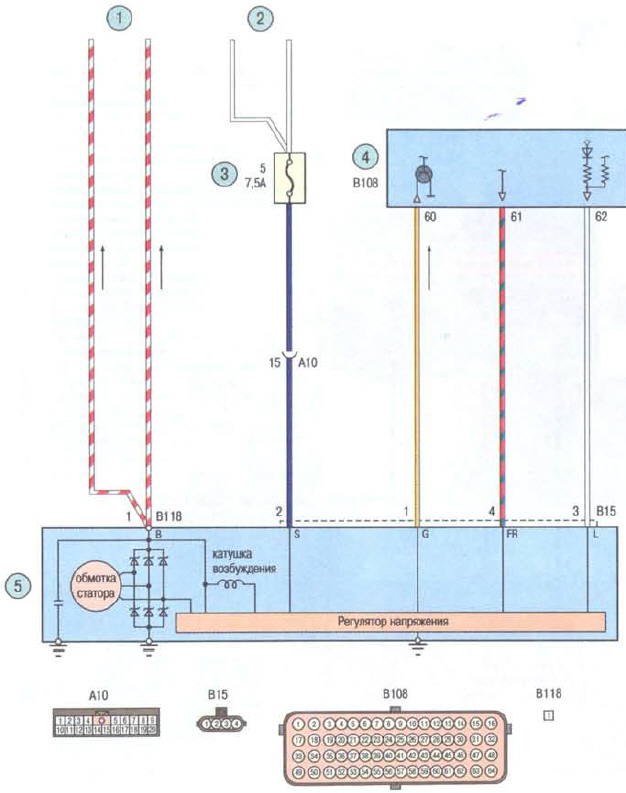 1 2
4
3 5
7,5A B108
60 61 62
15 A10
1 B118 2 1 4 3 B15
B S G FR L
5
обмотка
статора
катушка
возбуждения
Регулятор напряжения
A10 B15 B108 B118
1 2 3 4 5 6 7 8 9
10 11 12 13 14 15 16 17 18 19 20
1 2 3 4
1
1 2 3 4 5 6 7 8 9 10 11 12 13 14 15 16
17 18 19 20 21 22 23 24 25 26 27 28 29 30 31 32
33 34 35 36 37 38 39 40 41 42 43 44 45 46 47 48
49 50 51 52 53 54 55 56 57 58 59 60 61 62 63 64